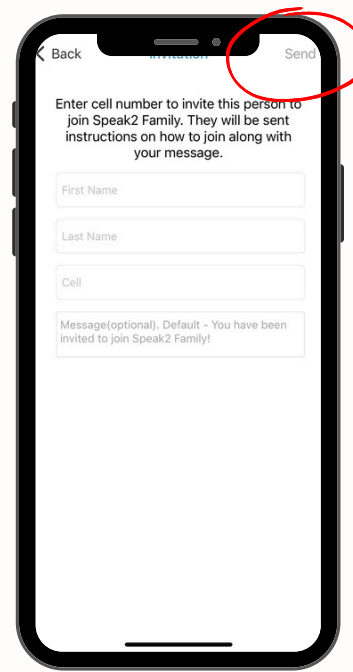 Back
Invitation
Send
Enter cell number to invite this person to
join Speak2 Family. They will be sent
instructions on how to join along with
your message.
First Name
Last Name
Cell
Message(optional). Default - You have been
invited to join Speak2 Family!